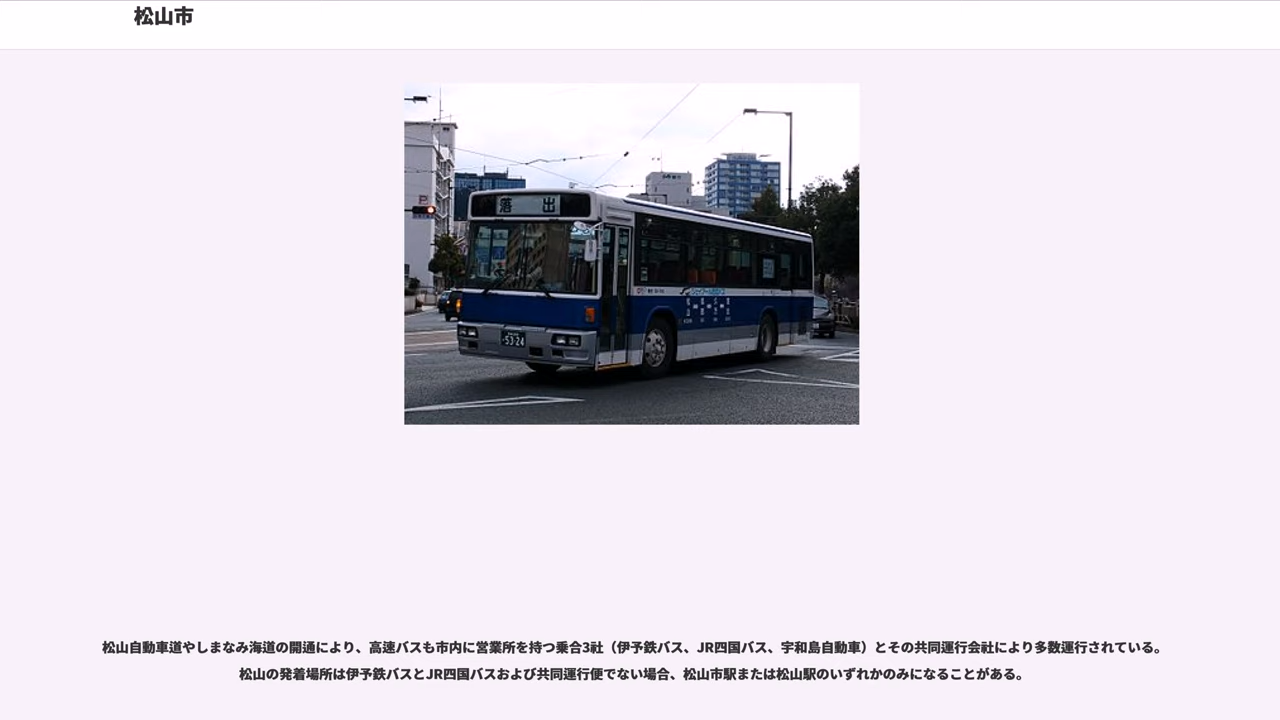 松山市
落 出
53-24
松山自動車道やしまなみ海道の開通により、高速バスも市内に営業所を持つ乗合3社（伊予鉄バス、JR四国バス、宇和島自動車）とその共同運行会社により多数運行されている。
松山の発着場所は伊予鉄バスとJR四国バスおよび共同運行便でない場合、松山市駅または松山駅のいずれかのみになることがある。